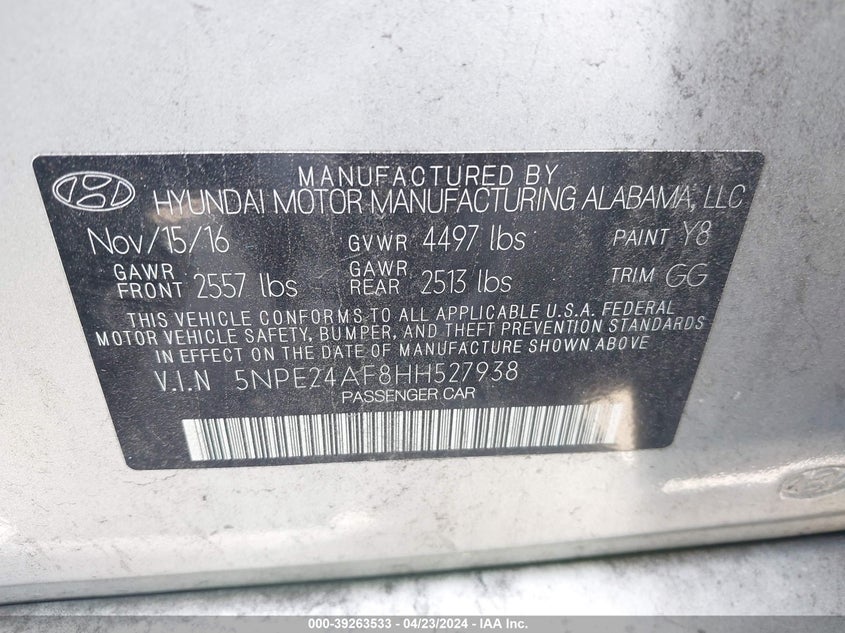 MANUFACTURED BY
HYUNDAI MOTOR MANUFACTURING ALABAMA, LLC
Nov/15/16 GVWR 4497 lbs PAINT Y8
GAWR FRONT 2557 lbs GAWR REAR 2513 lbs TRIM GG
THIS VEHICLE CONFORMS TO ALL APPLICABLE U.S.A. FEDERAL
MOTOR VEHICLE SAFETY, BUMPER, AND THEFT PREVENTION STANDARDS
IN EFFECT ON THE DATE OF MANUFACTURE SHOWN ABOVE
V.I.N 5NPE24AF8HH527938
PASSENGER CAR
000-39263533 - 04/23/2024 - IAA Inc.